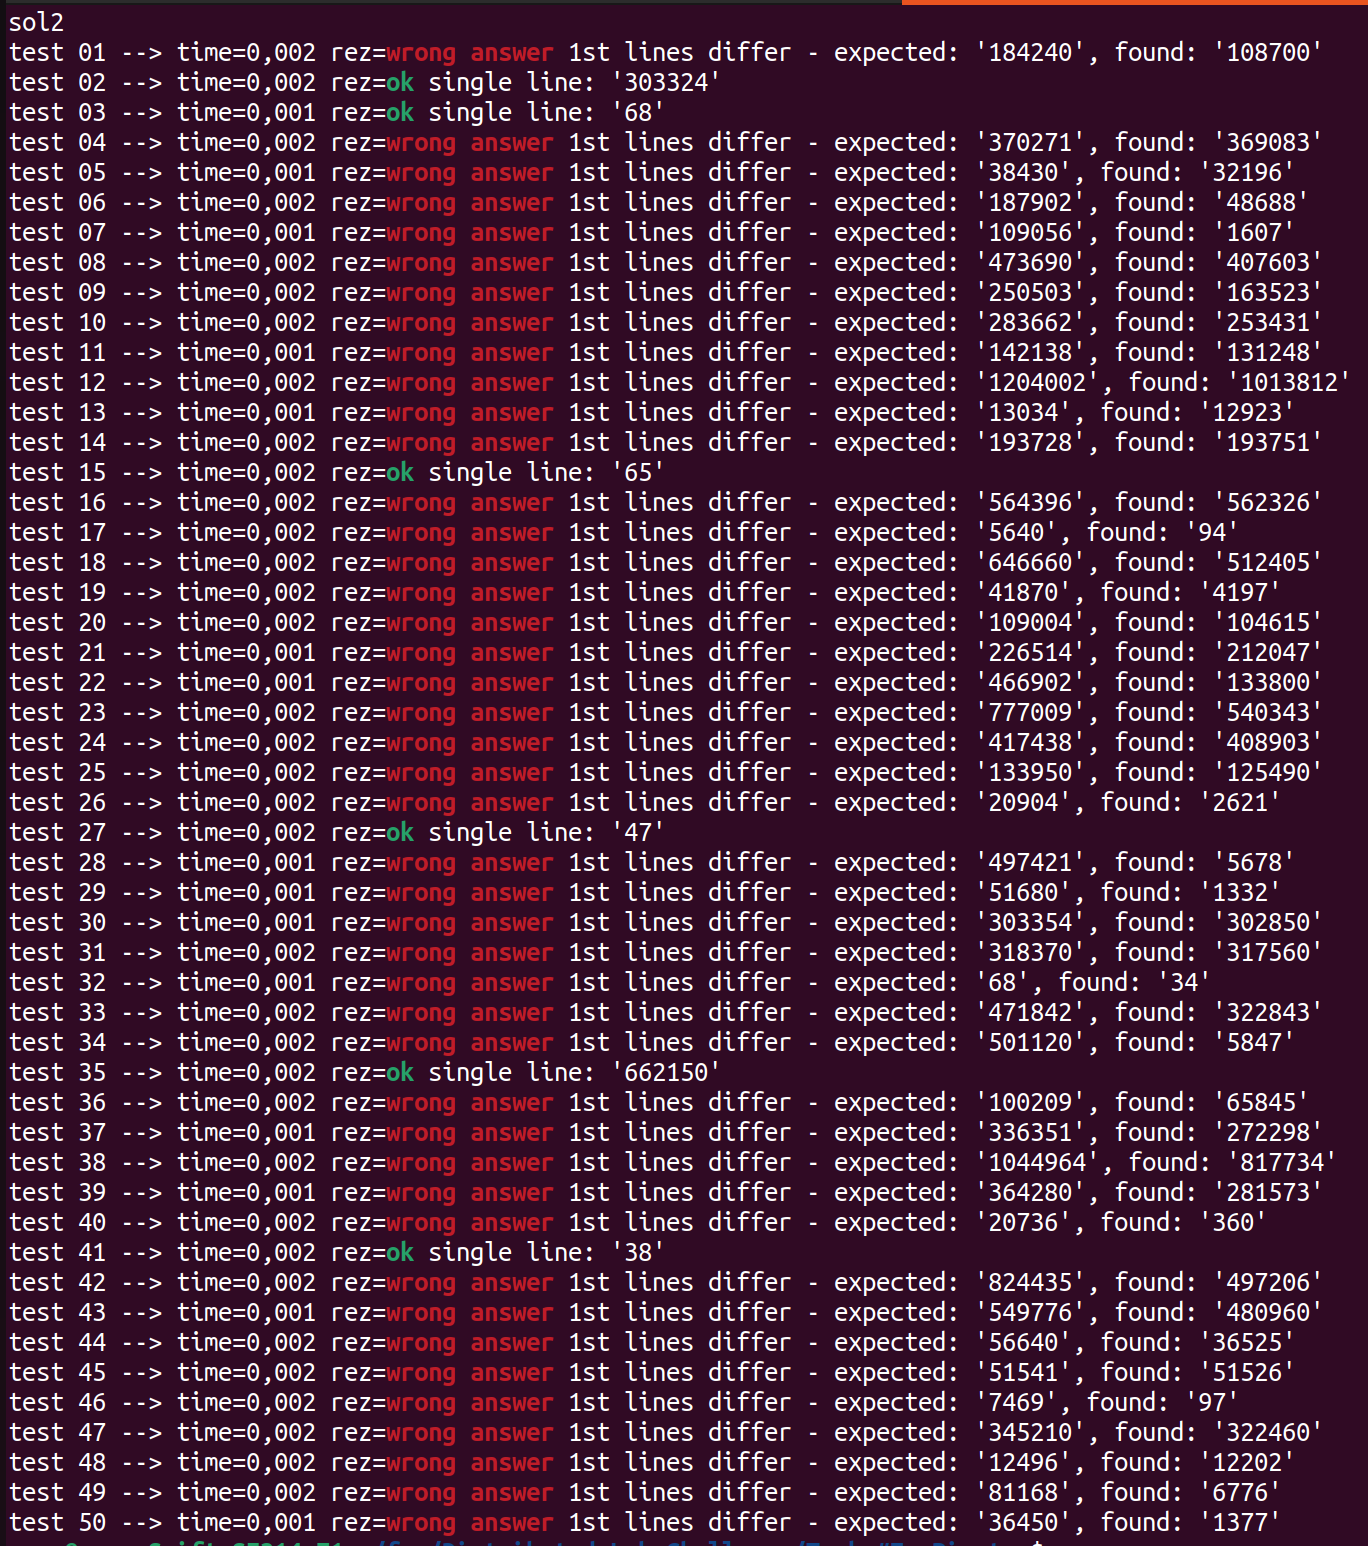 sol2
test 01 --> time=0,002 rez=wrong answer 1st lines differ - expected: '184240', found: '108700'
test 02 --> time=0,002 rez=ok single line: '303324'
test 03 --> time=0,001 rez=ok single line: '68'
test 04 --> time=0,002 rez=wrong answer 1st lines differ - expected: '370271', found: '369083'
test 05 --> time=0,001 rez=wrong answer 1st lines differ - expected: '38430', found: '32196'
test 06 --> time=0,002 rez=wrong answer 1st lines differ - expected: '187902', found: '48688'
test 07 --> time=0,001 rez=wrong answer 1st lines differ - expected: '109056', found: '1607'
test 08 --> time=0,002 rez=wrong answer 1st lines differ - expected: '473690', found: '407603'
test 09 --> time=0,002 rez=wrong answer 1st lines differ - expected: '250503', found: '163523'
test 10 --> time=0,002 rez=wrong answer 1st lines differ - expected: '283662', found: '253431'
test 11 --> time=0,001 rez=wrong answer 1st lines differ - expected: '142138', found: '131248'
test 12 --> time=0,002 rez=wrong answer 1st lines differ - expected: '1204002', found: '1013812'
test 13 --> time=0,001 rez=wrong answer 1st lines differ - expected: '13034', found: '12923'
test 14 --> time=0,002 rez=wrong answer 1st lines differ - expected: '193728', found: '193751'
test 15 --> time=0,002 rez=ok single line: '65'
test 16 --> time=0,002 rez=wrong answer 1st lines differ - expected: '564396', found: '562326'
test 17 --> time=0,002 rez=wrong answer 1st lines differ - expected: '5640', found: '94'
test 18 --> time=0,002 rez=wrong answer 1st lines differ - expected: '646660', found: '512405'
test 19 --> time=0,002 rez=wrong answer 1st lines differ - expected: '41870', found: '4197'
test 20 --> time=0,002 rez=wrong answer 1st lines differ - expected: '109004', found: '104615'
test 21 --> time=0,001 rez=wrong answer 1st lines differ - expected: '226514', found: '212047'
test 22 --> time=0,001 rez=wrong answer 1st lines differ - expected: '466902', found: '133800'
test 23 --> time=0,002 rez=wrong answer 1st lines differ - expected: '777009', found: '540343'
test 24 --> time=0,002 rez=wrong answer 1st lines differ - expected: '417438', found: '408903'
test 25 --> time=0,002 rez=wrong answer 1st lines differ - expected: '133950', found: '125490'
test 26 --> time=0,002 rez=wrong answer 1st lines differ - expected: '20904', found: '2621'
test 27 --> time=0,002 rez=ok single line: '47'
test 28 --> time=0,001 rez=wrong answer 1st lines differ - expected: '497421', found: '5678'
test 29 --> time=0,001 rez=wrong answer 1st lines differ - expected: '51680', found: '1332'
test 30 --> time=0,001 rez=wrong answer 1st lines differ - expected: '303354', found: '302850'
test 31 --> time=0,002 rez=wrong answer 1st lines differ - expected: '318370', found: '317560'
test 32 --> time=0,001 rez=wrong answer 1st lines differ - expected: '68', found: '34'
test 33 --> time=0,002 rez=wrong answer 1st lines differ - expected: '471842', found: '322843'
test 34 --> time=0,002 rez=wrong answer 1st lines differ - expected: '501120', found: '5847'
test 35 --> time=0,002 rez=ok single line: '662150'
test 36 --> time=0,002 rez=wrong answer 1st lines differ - expected: '100209', found: '65845'
test 37 --> time=0,001 rez=wrong answer 1st lines differ - expected: '336351', found: '272298'
test 38 --> time=0,002 rez=wrong answer 1st lines differ - expected: '1044964', found: '817734'
test 39 --> time=0,001 rez=wrong answer 1st lines differ - expected: '364280', found: '281573'
test 40 --> time=0,002 rez=wrong answer 1st lines differ - expected: '20736', found: '360'
test 41 --> time=0,002 rez=ok single line: '38'
test 42 --> time=0,002 rez=wrong answer 1st lines differ - expected: '824435', found: '497206'
test 43 --> time=0,001 rez=wrong answer 1st lines differ - expected: '549776', found: '480960'
test 44 --> time=0,002 rez=wrong answer 1st lines differ - expected: '56640', found: '36525'
test 45 --> time=0,002 rez=wrong answer 1st lines differ - expected: '51541', found: '51526'
test 46 --> time=0,002 rez=wrong answer 1st lines differ - expected: '7469', found: '97'
test 47 --> time=0,002 rez=wrong answer 1st lines differ - expected: '345210', found: '322460'
test 48 --> time=0,002 rez=wrong answer 1st lines differ - expected: '12496', found: '12202'
test 49 --> time=0,002 rez=wrong answer 1st lines differ - expected: '81168', found: '6776'
test 50 --> time=0,001 rez=wrong answer 1st lines differ - expected: '36450', found: '1377'